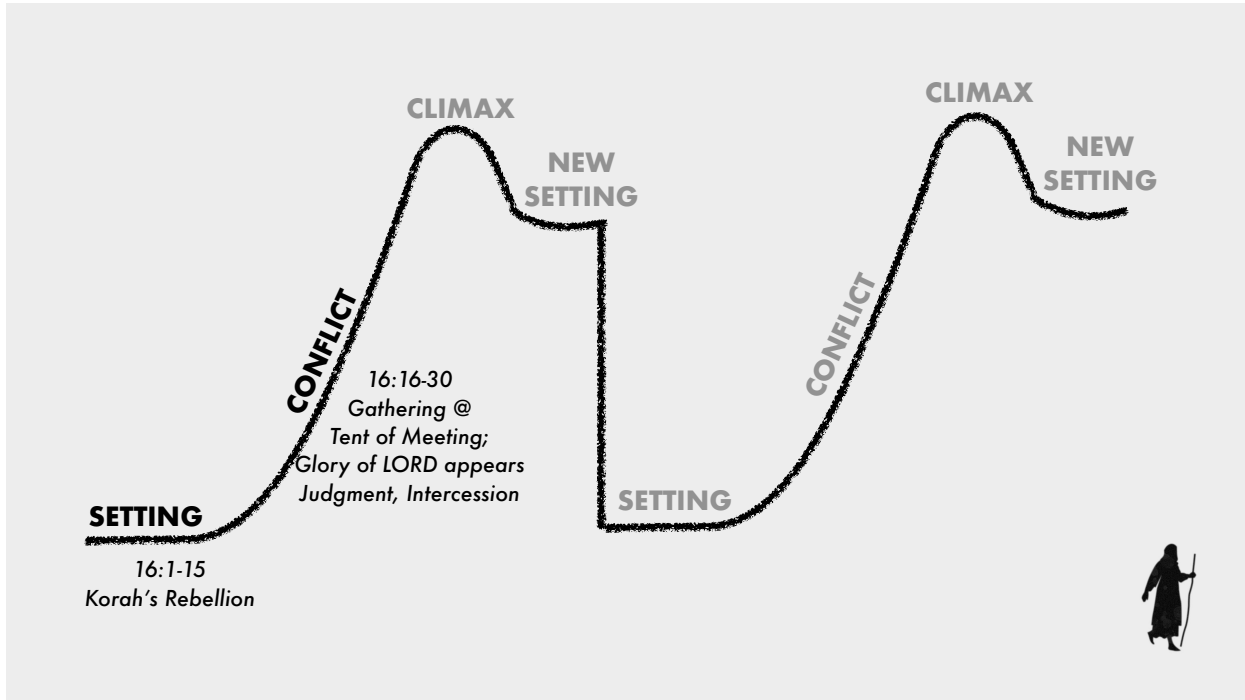 CLIMAX
NEW
SETTING
CONFLICT
16:16-30
Gathering @
Tent of Meeting;
Glory of LORD appears
Judgment, Intercession
SETTING
16:1-15
Korah's Rebellion
CLIMAX
NEW
SETTING
CONFLICT
SETTING